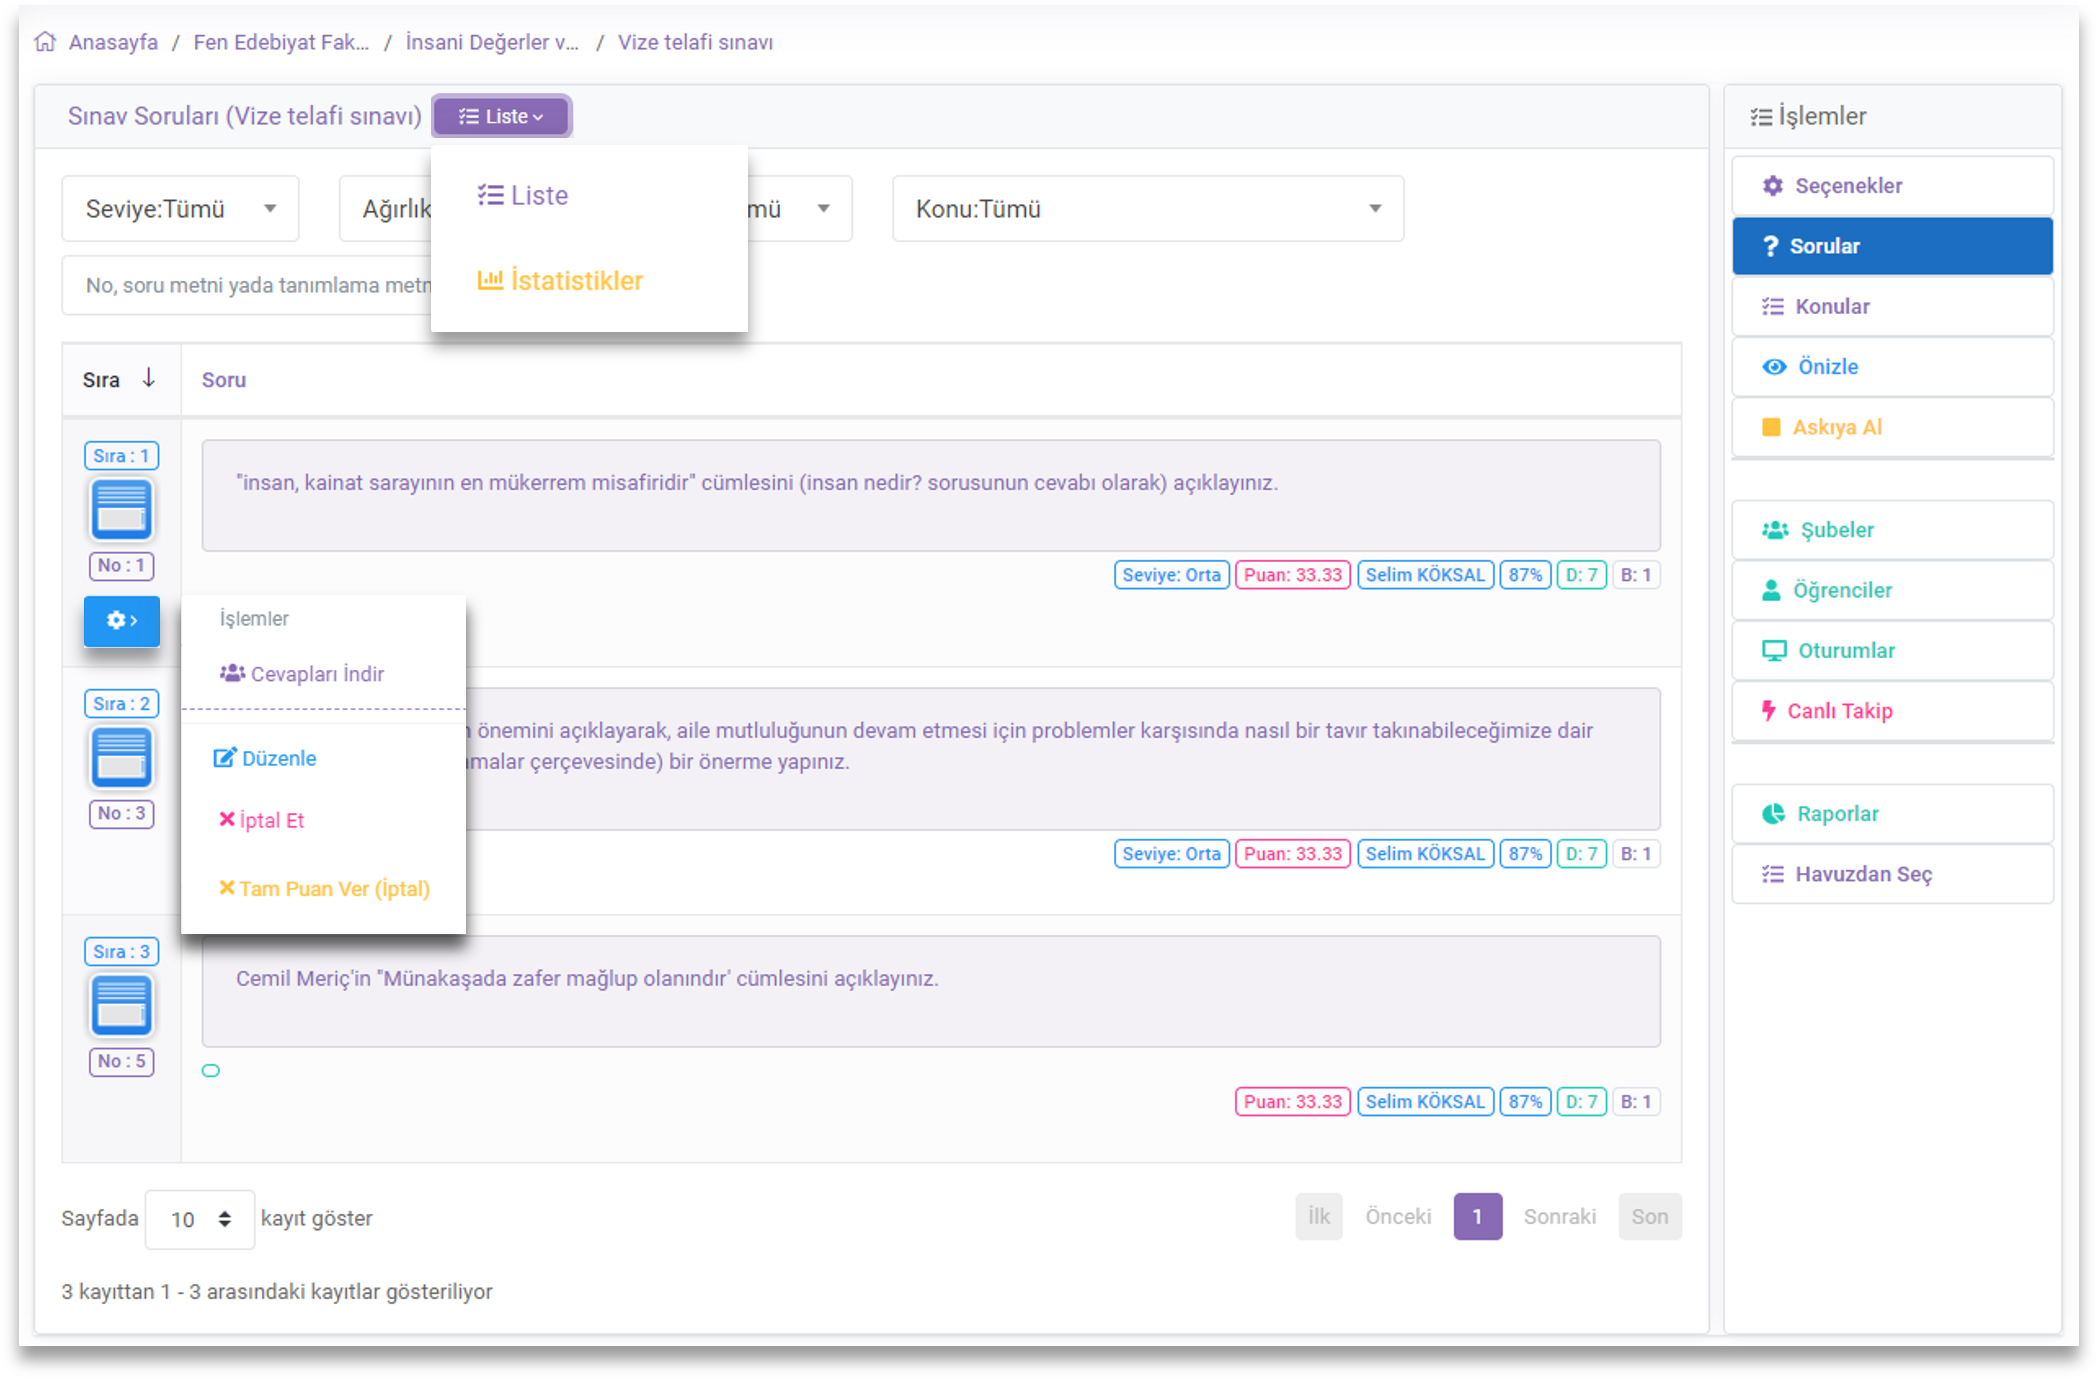 Anasayfa / Fen Edebiyat Fak... / İnsani Değerler v... / Vize telafi sınavı
Sınav Soruları (Vize telafi sınavı) Liste
Liste
İstatistikler
Seviye:Tümü
Ağırlık
mü
Konu:Tümü
No, soru metni yada tanımlama metn
Sıra
Soru
Sıra : 1
No : 1
"insan, kainat sarayının en mükerrem misafiridir" cümlesini (insan nedir? sorusunun cevabı olarak) açıklayınız.
Seviye: Orta Puan: 33.33 Selim KÖKSAL 87% D: 7 B: 1
İşlemler
Cevapları İndir
Düzenle
İptal Et
Tam Puan Ver (İptal)
Sıra : 2
No : 3
n önemini açıklayarak, aile mutluluğunun devam etmesi için problemler karşısında nasıl bir tavır takınabileceğimize dair
malar çerçevesinde) bir önerme yapınız.
Seviye: Orta Puan: 33.33 Selim KÖKSAL 87% D: 7 B: 1
Sıra : 3
No : 5
Cemil Meriç'in "Münakaşada zafer mağlup olanındır' cümlesini açıklayınız.
Puan: 33.33 Selim KÖKSAL 87% D: 7 B: 1
Sayfada 10 kayıt göster
İlk Önceki 1 Sonraki Son
3 kayıttan 1 - 3 arasındaki kayıtlar gösteriliyor
İşlemler
Seçenekler
? Sorular
Konular
Önizle
Askıya Al
Şubeler
Öğrenciler
Oturumlar
Canlı Takip
Raporlar
Havuzdan Seç